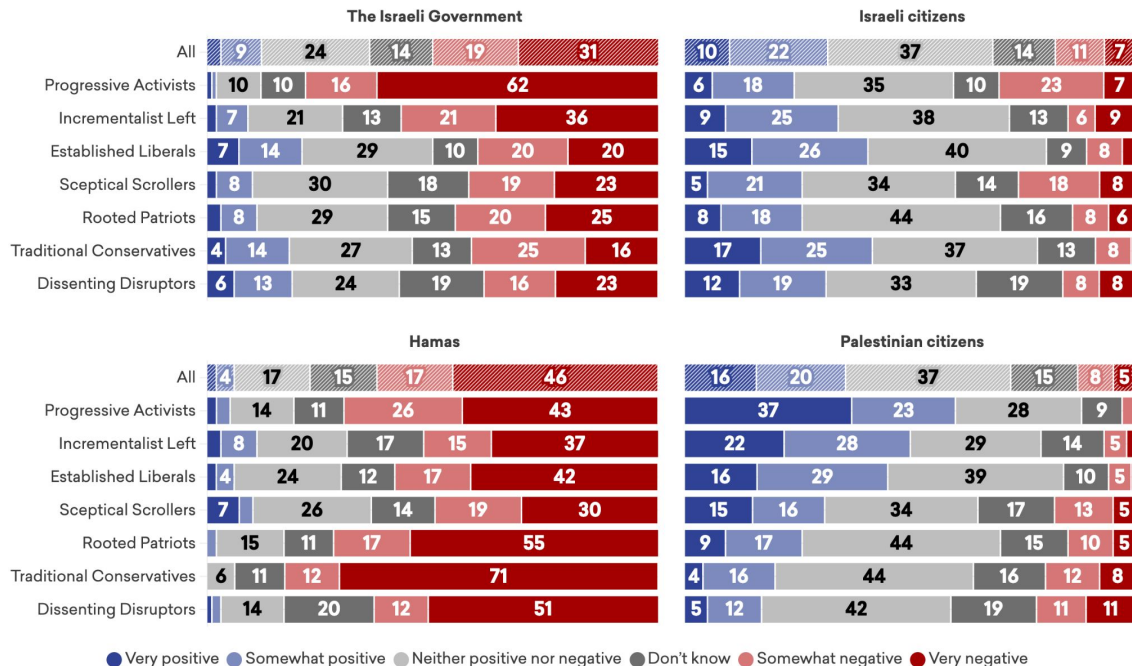 The Israeli Government
Israeli citizens
All 9 24 14 19 31 10 22 37 14 11 7
Progressive Activists 10 10 16 62 6 18 35 10 23 7
Incrementalist Left 7 21 13 21 36 9 25 38 13 6 9
Established Liberals 7 14 29 10 20 20 15 26 40 9 8
Sceptical Scrollers 8 30 18 19 23 5 21 34 14 18 8
Rooted Patriots 8 29 15 20 25 8 18 44 16 8 6
Traditional Conservatives 4 14 27 13 25 16 17 25 37 13 8
Dissenting Disruptors 6 13 24 19 16 23 12 19 33 19 8 8
Hamas
Palestinian citizens
All 4 17 15 17 46 16 20 37 15 8 5
Progressive Activists 14 11 26 43 37 23 28 9
Incrementalist Left 8 20 17 15 37 22 28 29 14 5
Established Liberals 4 24 12 17 42 16 29 39 10 5
Sceptical Scrollers 7 26 14 19 30 15 16 34 17 13 5
Rooted Patriots 15 11 17 55 9 17 44 15 10 5
Traditional Conservatives 6 11 12 71 4 16 44 16 12 8
Dissenting Disruptors 14 20 12 51 5 12 42 19 11 11
Very positive Somewhat positive Neither positive nor negative Don't know Somewhat negative Very negative